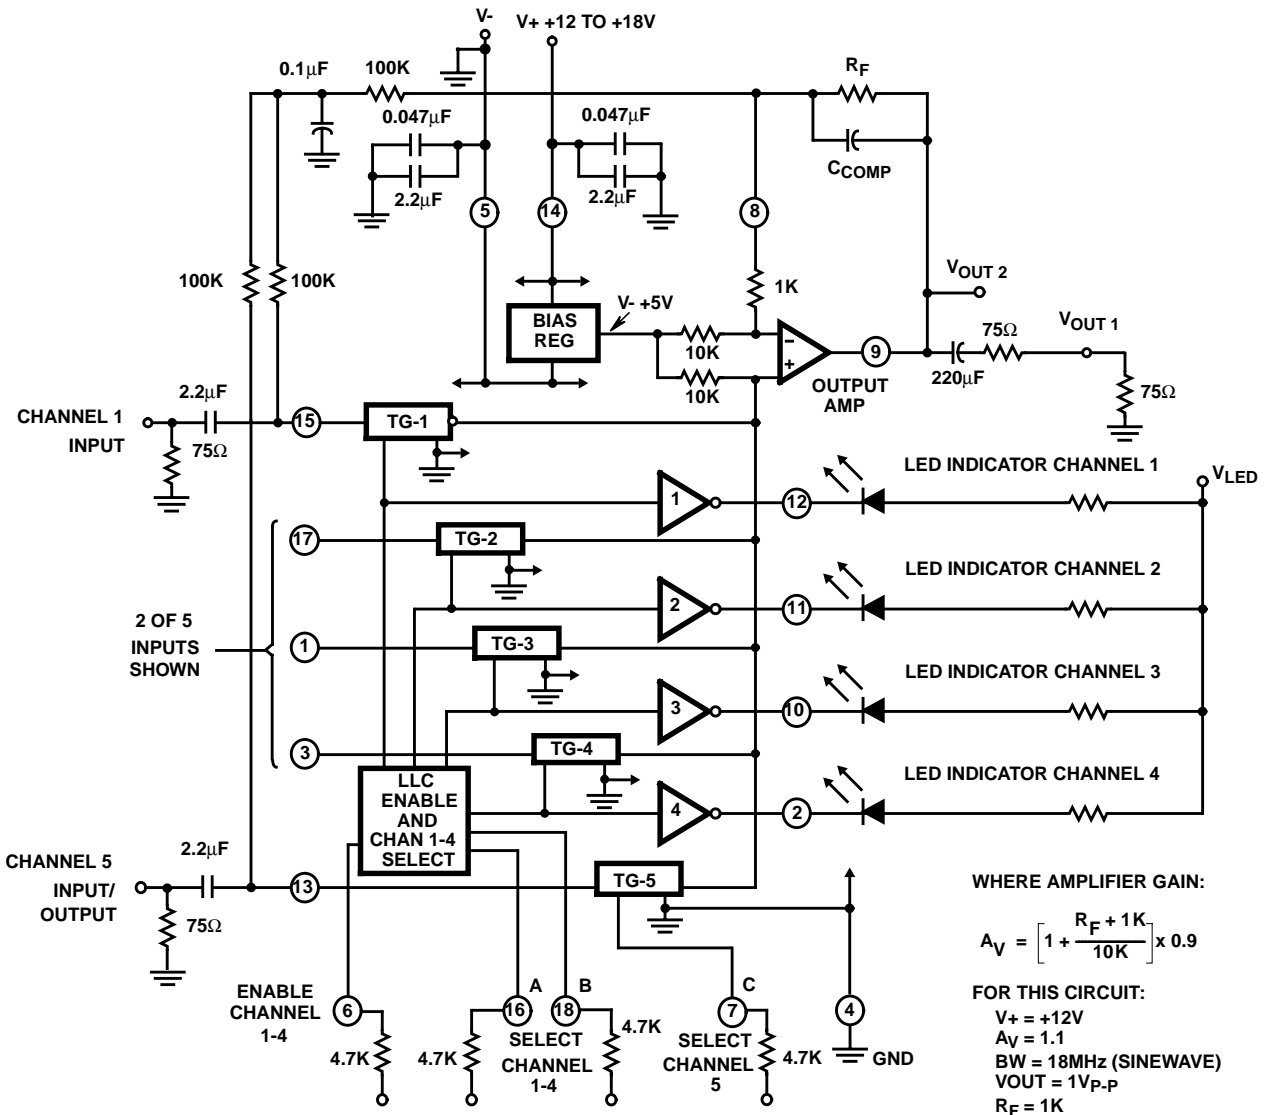 V-
V+ +12 TO +18V
0.1µF
100K
RF
0.047µF
0.047µF
CCOMP
2.2µF
2.2µF
5
14
8
100K
100K
1K
VOUT 2
V- +5V
BIAS
REG
75Ω
VOUT 1
10K
-
+
9
10K
OUTPUT
AMP
220µF
75Ω
2.2µF
CHANNEL 1
INPUT
15
TG-1
75Ω
LED INDICATOR CHANNEL 1
VLED
1
12
17
TG-2
LED INDICATOR CHANNEL 2
2
11
2 OF 5
INPUTS
SHOWN
1
TG-3
LED INDICATOR CHANNEL 3
3
10
3
TG-4
LED INDICATOR CHANNEL 4
LLC
ENABLE
AND
CHAN 1-4
SELECT
4
2
2.2µF
CHANNEL 5
INPUT/
OUTPUT
13
TG-5
75Ω
WHERE AMPLIFIER GAIN:
AV = [1 + (RF + 1K)/10K] x 0.9
ENABLE
CHANNEL
1-4
6
A
16
B
18
C
7
4
SELECT
CHANNEL
1-4
SELECT
CHANNEL
5
4.7K
4.7K
4.7K
4.7K
GND
FOR THIS CIRCUIT:
V+ = +12V
AV = 1.1
BW = 18MHz (SINEWAVE)
VOUT = 1VP-P
RF = 1K